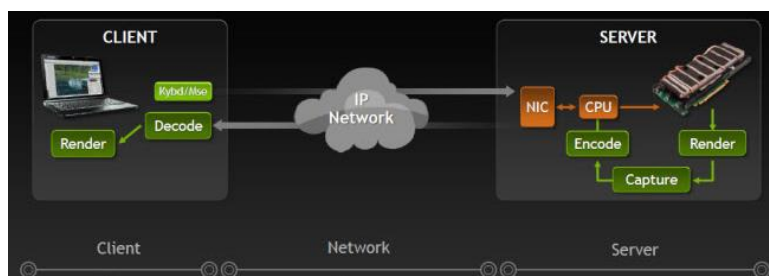 CLIENT
SERVER
Kybd/Mse
IP
Network
NIC
CPU
Decode
Render
Encode
Render
Capture
Client
Network
Server